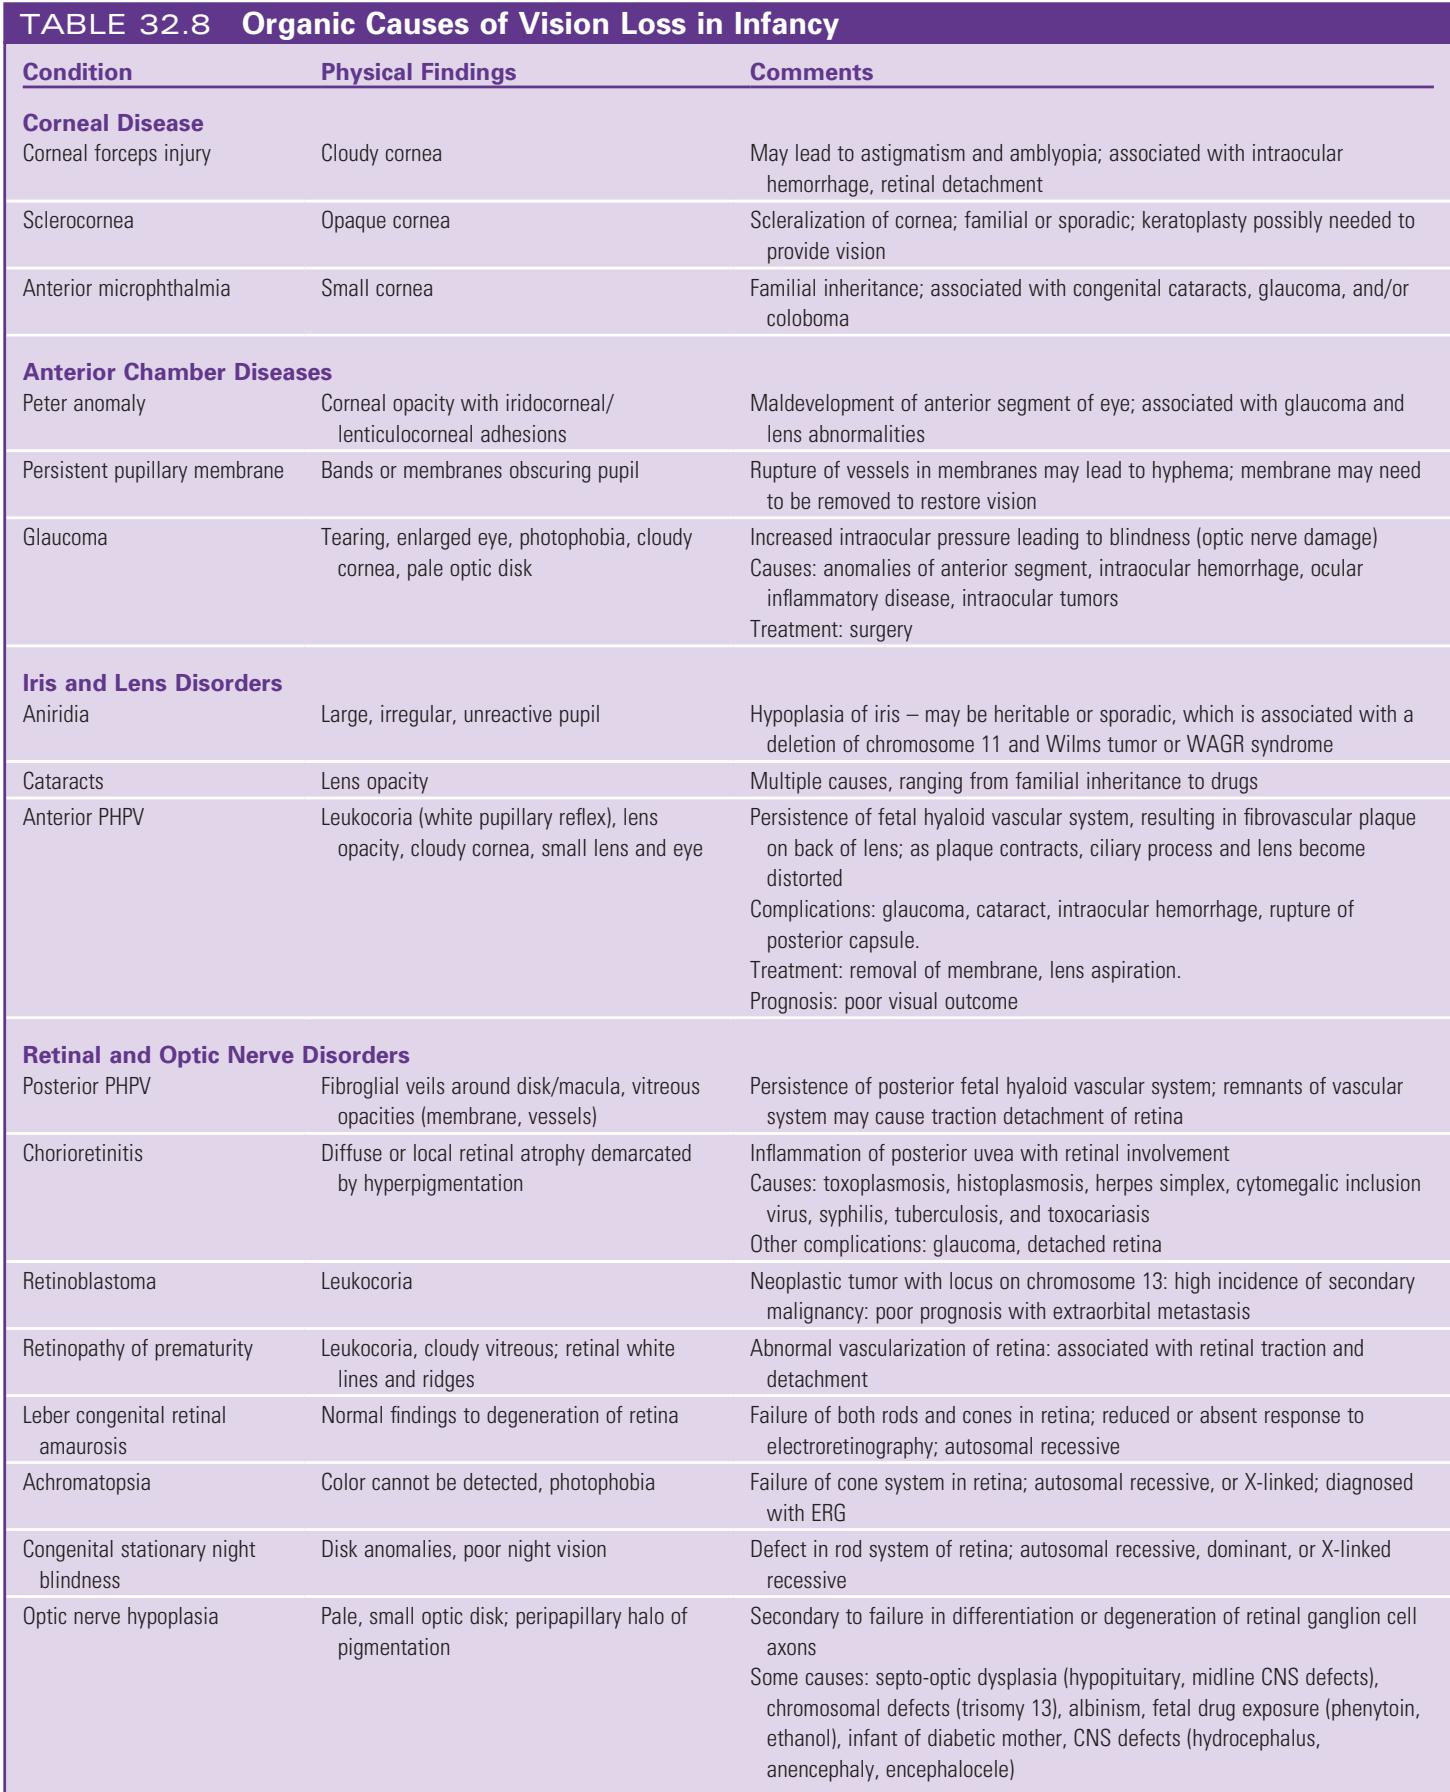 TABLE 32.8 Organic Causes of Vision Loss in Infancy
Condition Physical Findings Comments
Corneal Disease
Corneal forceps injury Cloudy cornea May lead to astigmatism and amblyopia; associated with intraocular
hemorrhage, retinal detachment
Sclerocornea Opaque cornea Scleralization of cornea; familial or sporadic; keratoplasty possibly needed to
provide vision
Anterior microphthalmia Small cornea Familial inheritance; associated with congenital cataracts, glaucoma, and/or
coloboma
Anterior Chamber Diseases
Peter anomaly Corneal opacity with iridocorneal/ Maldevelopment of anterior segment of eye; associated with glaucoma and
lenticulocorneal adhesions lens abnormalities
Persistent pupillary membrane Bands or membranes obscuring pupil Rupture of vessels in membranes may lead to hyphema; membrane may need
to be removed to restore vision
Glaucoma Tearing, enlarged eye, photophobia, cloudy Increased intraocular pressure leading to blindness (optic nerve damage)
cornea, pale optic disk Causes: anomalies of anterior segment, intraocular hemorrhage, ocular
inflammatory disease, intraocular tumors
Treatment: surgery
Iris and Lens Disorders
Aniridia Large, irregular, unreactive pupil Hypoplasia of iris – may be heritable or sporadic, which is associated with a
deletion of chromosome 11 and Wilms tumor or WAGR syndrome
Cataracts Lens opacity Multiple causes, ranging from familial inheritance to drugs
Anterior PHPV Leukocoria (white pupillary reflex), lens Persistence of fetal hyaloid vascular system, resulting in fibrovascular plaque
opacity, cloudy cornea, small lens and eye on back of lens; as plaque contracts, ciliary process and lens become
distorted
Complications: glaucoma, cataract, intraocular hemorrhage, rupture of
posterior capsule.
Treatment: removal of membrane, lens aspiration.
Prognosis: poor visual outcome
Retinal and Optic Nerve Disorders
Posterior PHPV Fibroglial veils around disk/macula, vitreous Persistence of posterior fetal hyaloid vascular system; remnants of vascular
opacities (membrane, vessels) system may cause traction detachment of retina
Chorioretinitis Diffuse or local retinal atrophy demarcated Inflammation of posterior uvea with retinal involvement
by hyperpigmentation Causes: toxoplasmosis, histoplasmosis, herpes simplex, cytomegalic inclusion
virus, syphilis, tuberculosis, and toxocariasis
Other complications: glaucoma, detached retina
Retinoblastoma Leukocoria Neoplastic tumor with locus on chromosome 13: high incidence of secondary
malignancy: poor prognosis with extraorbital metastasis
Retinopathy of prematurity Leukocoria, cloudy vitreous; retinal white Abnormal vascularization of retina: associated with retinal traction and
lines and ridges detachment
Leber congenital retinal Normal findings to degeneration of retina Failure of both rods and cones in retina; reduced or absent response to
amaurosis electroretinography; autosomal recessive
Achromatopsia Color cannot be detected, photophobia Failure of cone system in retina; autosomal recessive, or X-linked; diagnosed
with ERG
Congenital stationary night Disk anomalies, poor night vision Defect in rod system of retina; autosomal recessive, dominant, or X-linked
blindness recessive
Optic nerve hypoplasia Pale, small optic disk; peripapillary halo of Secondary to failure in differentiation or degeneration of retinal ganglion cell
pigmentation axons
Some causes: septo-optic dysplasia (hypopituitary, midline CNS defects),
chromosomal defects (trisomy 13), albinism, fetal drug exposure (phenytoin,
ethanol), infant of diabetic mother, CNS defects (hydrocephalus,
anencephaly, encephalocele)